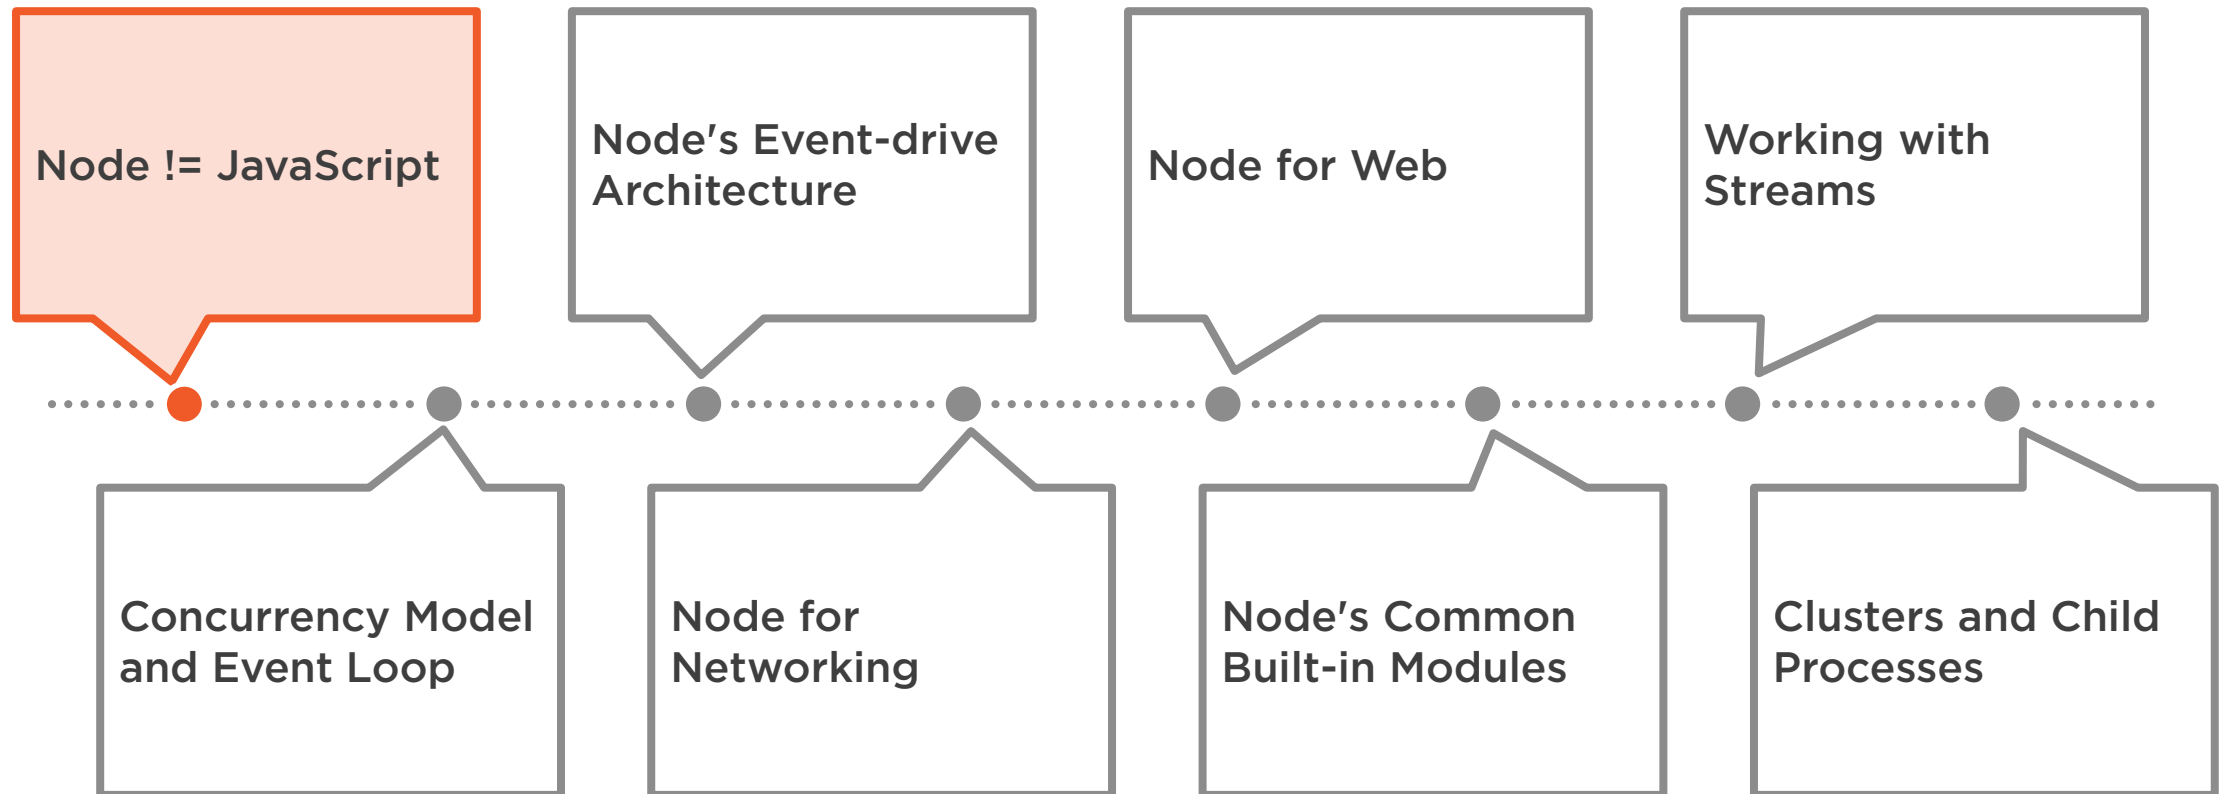 Node != JavaScript
Node's Event-drive
Architecture
Node for Web
Working with
Streams
Concurrency Model
and Event Loop
Node for
Networking
Node's Common
Built-in Modules
Clusters and Child
Processes